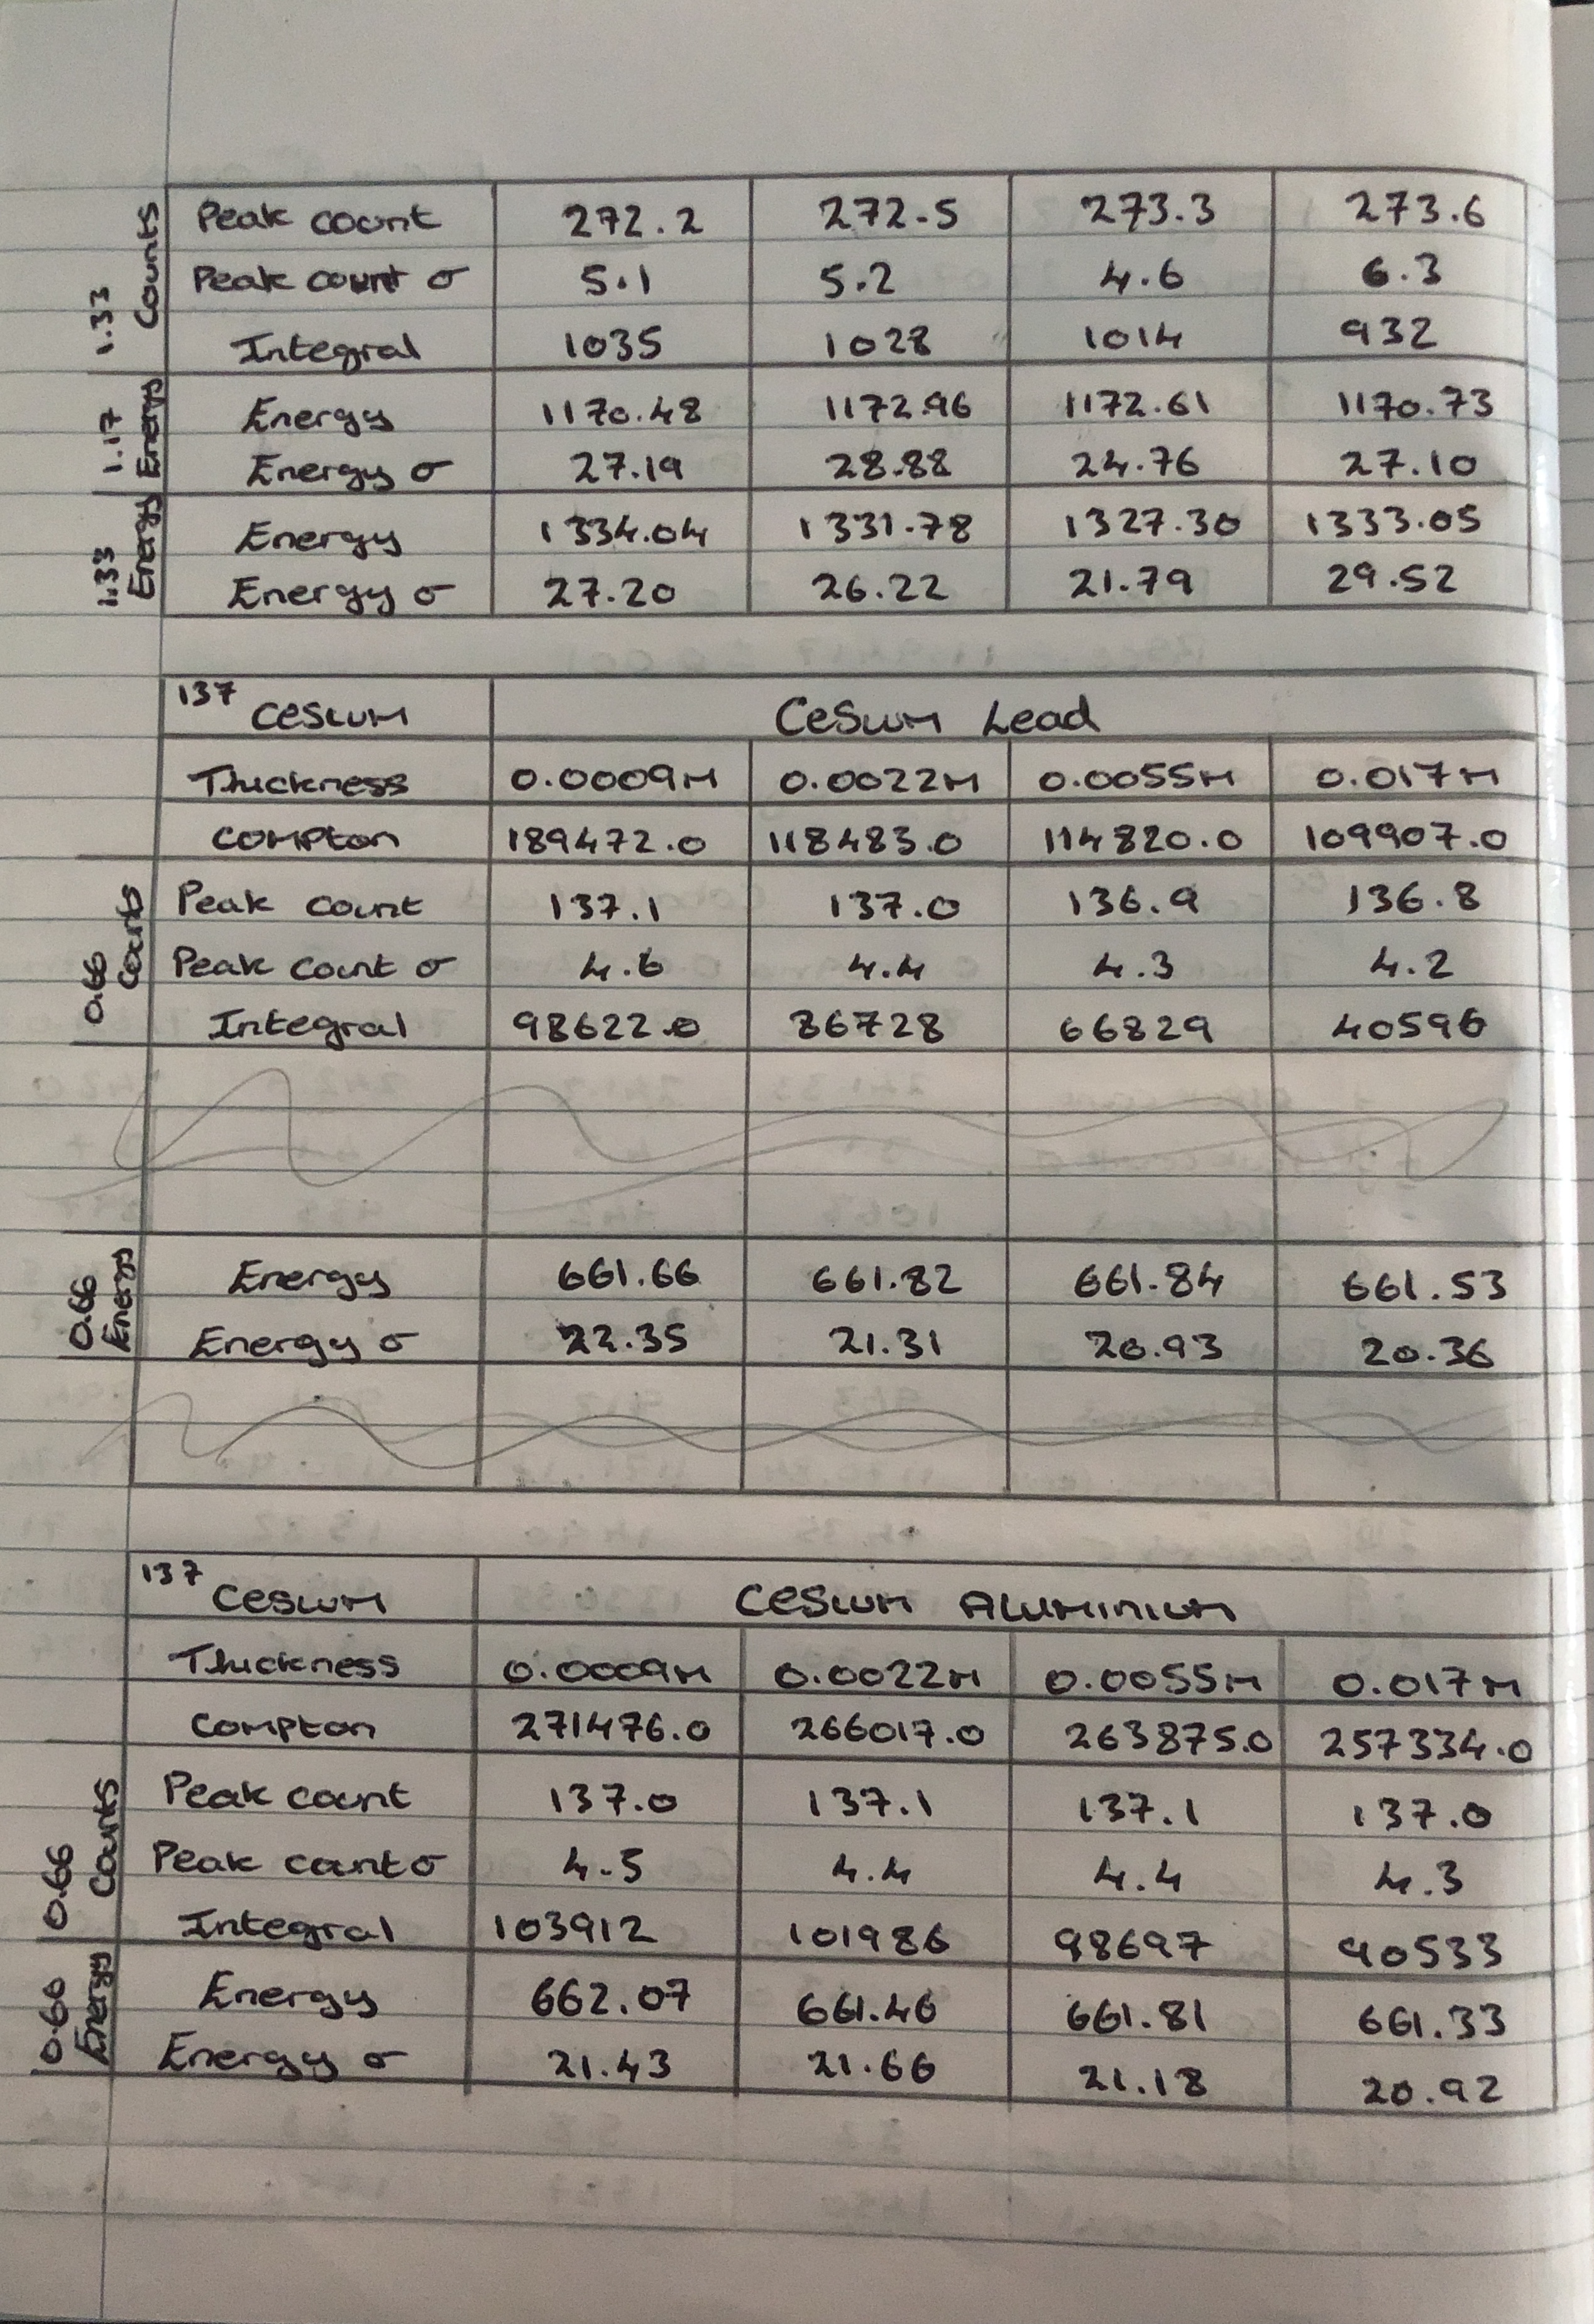 1.33 Counts
Peak count 272.2 272.5 273.3 273.6
Peak count σ 5.1 5.2 4.6 6.3
Integral 1035 1028 1014 932
1.17 Energy
Energy 1170.48 1172.96 1172.61 1170.73
Energy σ 27.19 28.88 24.76 27.10
1.33 Energy
Energy 1334.04 1331.78 1327.30 1333.05
Energy σ 27.20 26.22 21.79 29.52
137 Cesium Cesium Lead
Thickness 0.0009m 0.0022m 0.0055m 0.017m
Compton 189472.0 118483.0 114820.0 109907.0
0.66 Counts
Peak count 137.1 137.0 136.9 136.8
Peak count σ 4.6 4.4 4.3 4.2
Integral 98622.0 86728 66829 40596
0.66 Energy
Energy 661.66 661.82 661.84 661.53
Energy σ 22.35 21.31 20.93 20.36
137 Cesium Cesium Aluminium
Thickness 0.0009m 0.0022m 0.0055m 0.017m
Compton 271476.0 266017.0 263875.0 257334.0
0.66 Counts
Peak count 137.0 137.1 137.1 137.0
Peak count σ 4.5 4.4 4.4 4.3
Integral 103912 101986 98697 90533
0.66 Energy
Energy 662.07 661.46 661.81 661.33
Energy σ 21.43 21.66 21.18 20.92